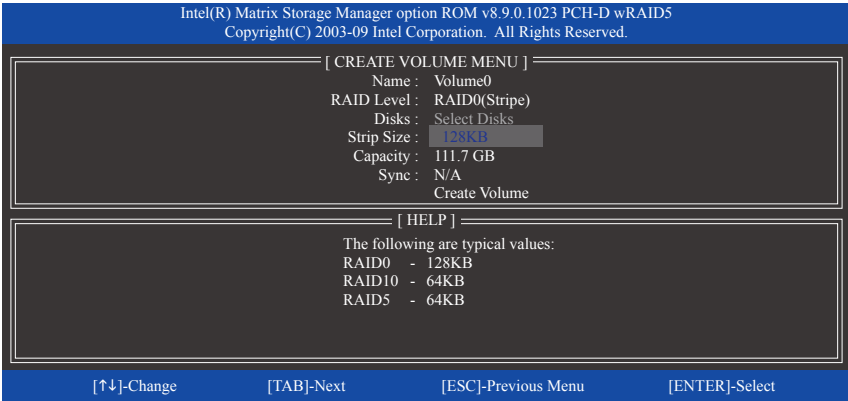 Intel(R) Matrix Storage Manager option ROM v8.9.0.1023 PCH-D wRAID5
Copyright(C) 2003-09 Intel Corporation. All Rights Reserved.
[ CREATE VOLUME MENU ]
Name : Volume0
RAID Level : RAID0(Stripe)
Disks : Select Disks
Strip Size : 128KB
Capacity : 111.7 GB
Sync : N/A
Create Volume
[ HELP ]
The following are typical values:
RAID0 - 128KB
RAID10 - 64KB
RAID5 - 64KB
[↑↓]-Change [TAB]-Next [ESC]-Previous Menu [ENTER]-Select